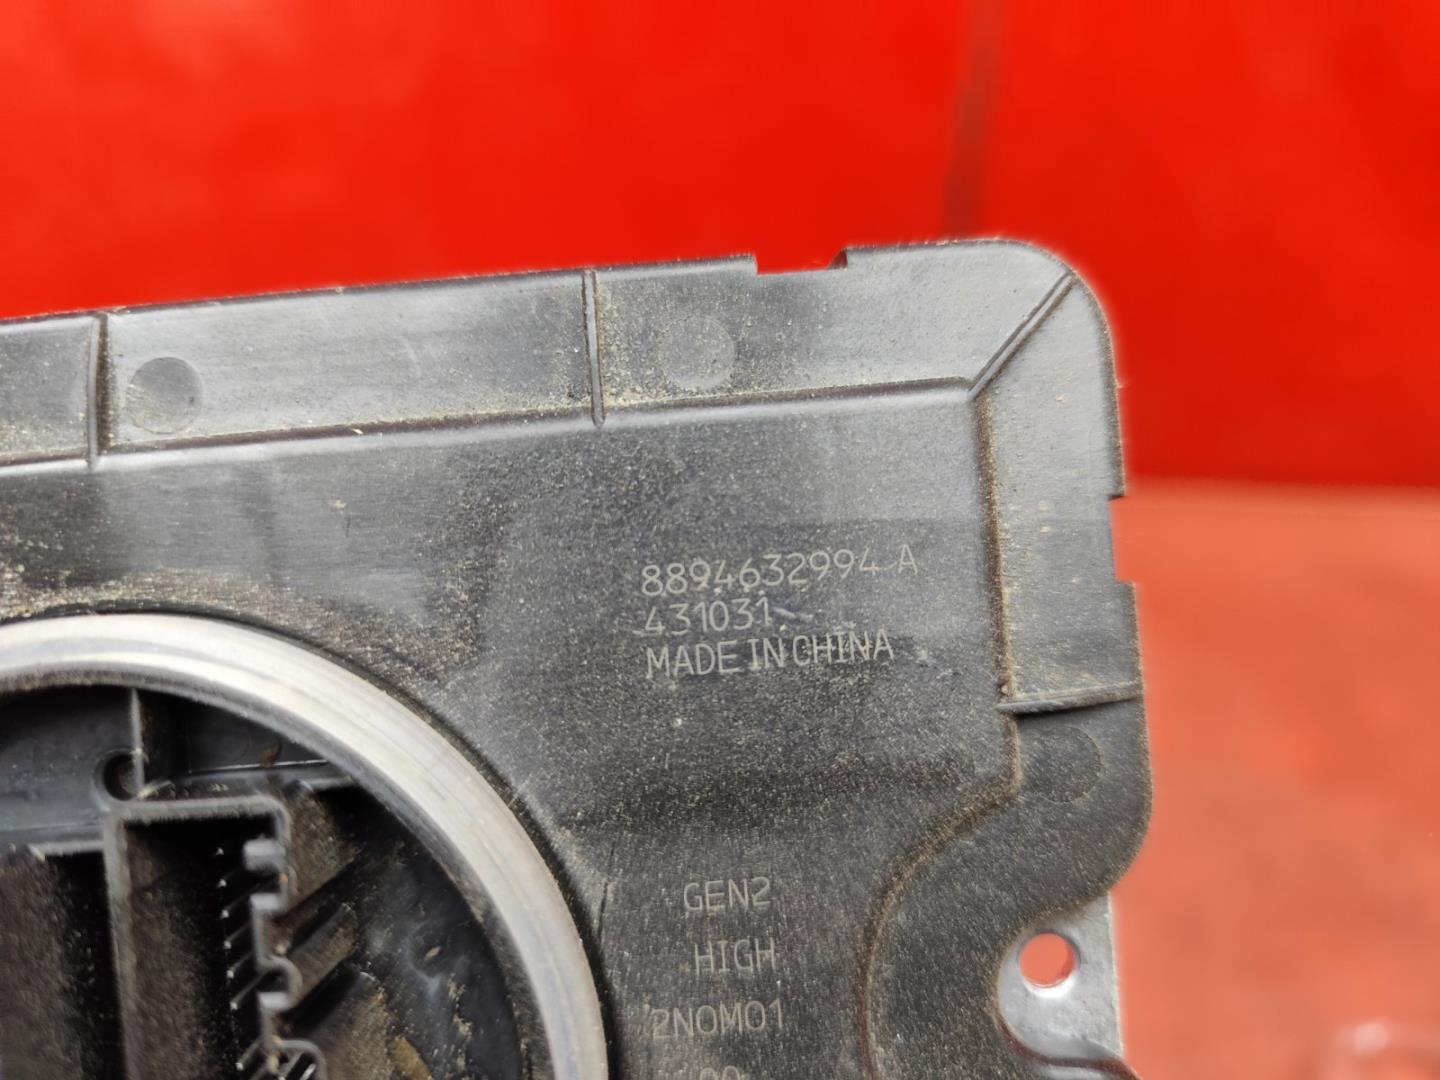 8894632994 A
431031
MADE IN CHINA
GEN2
HIGH
2NOM01